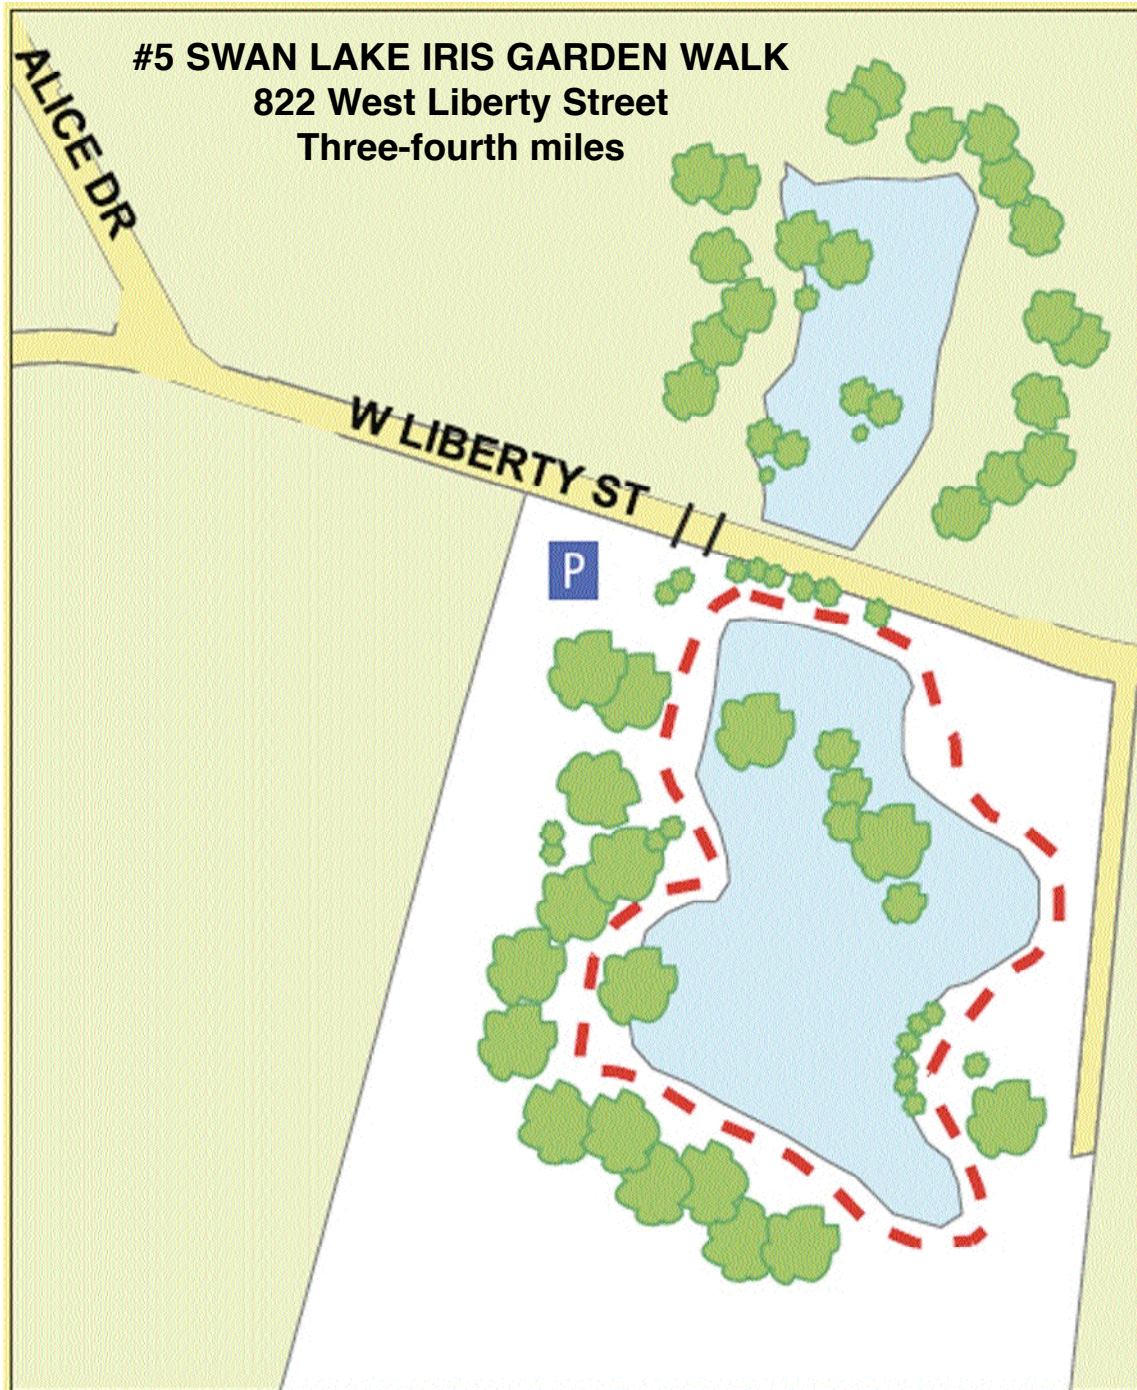 #5 SWAN LAKE IRIS GARDEN WALK
822 West Liberty Street
Three-fourth miles
ALICE DR
W LIBERTY ST
P